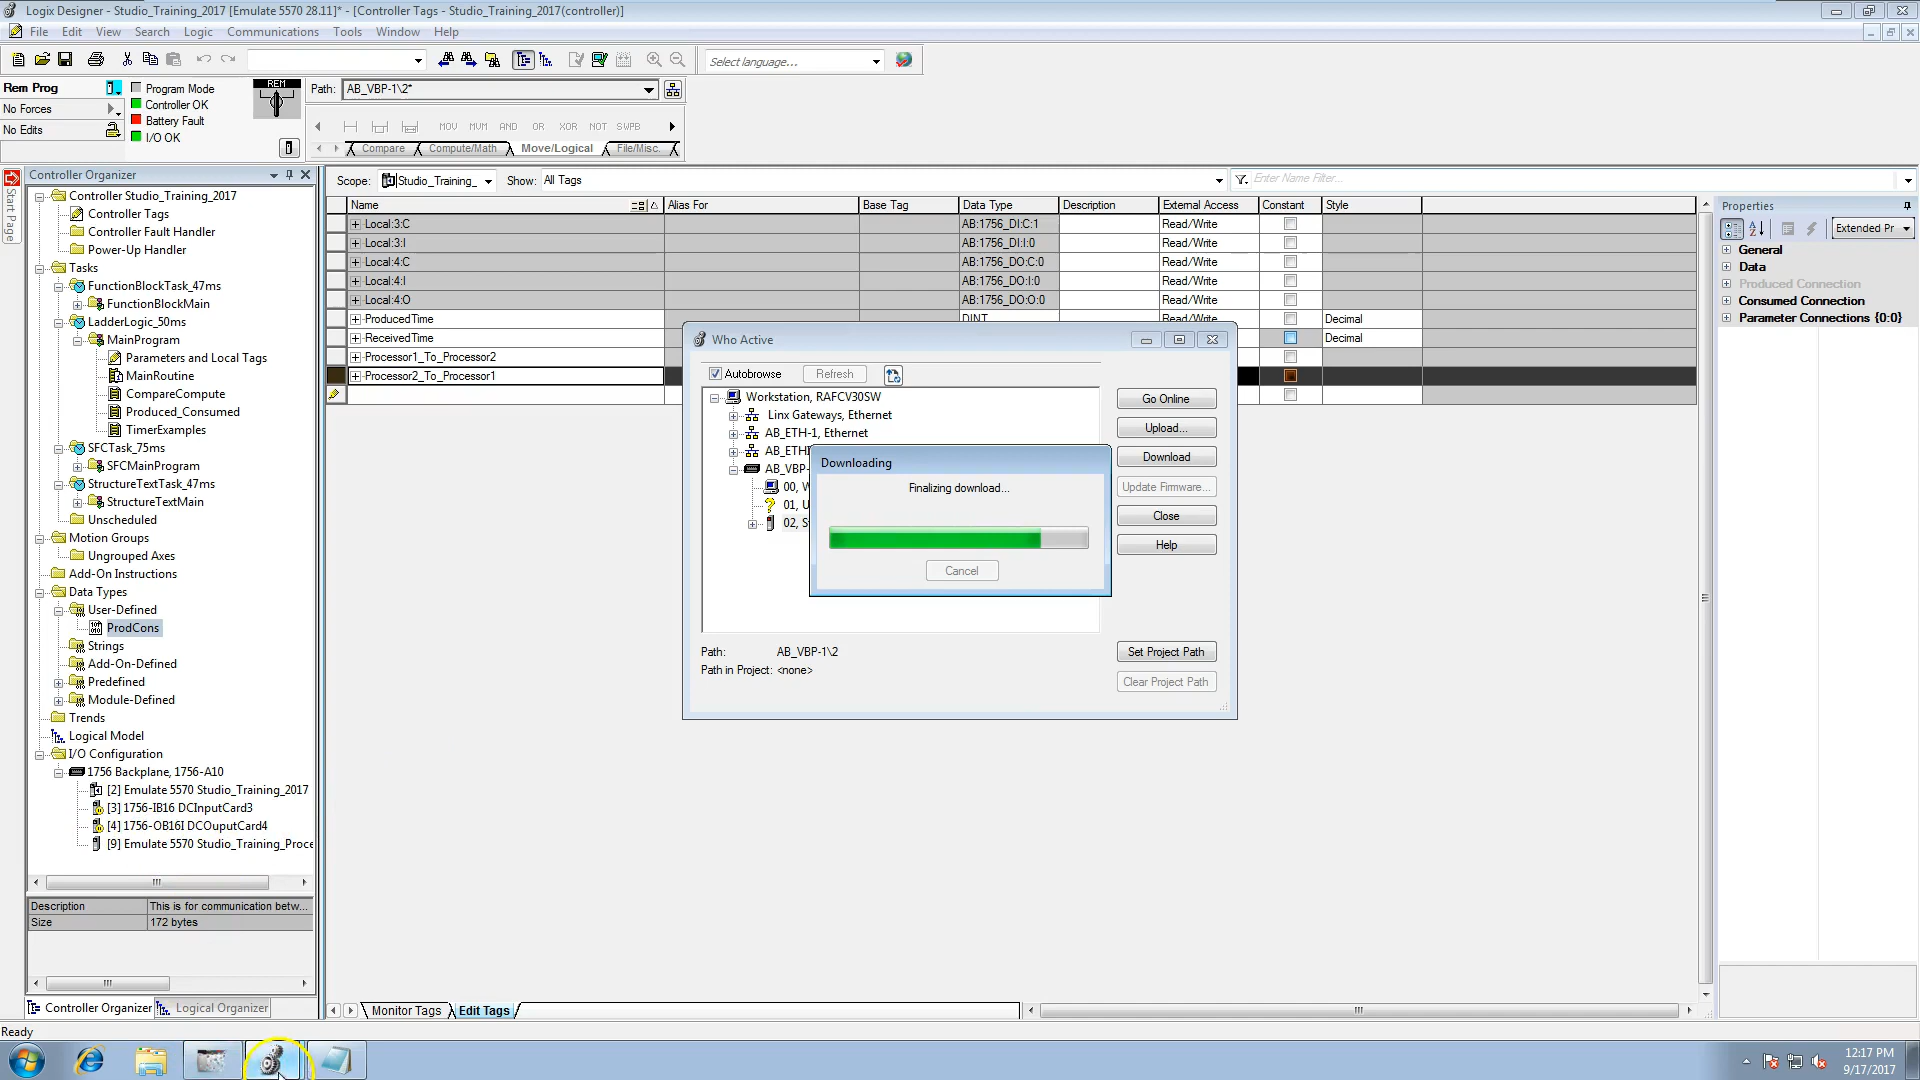 Logix Designer - Studio_Training_2017 [Emulate 5570 28.11]* - [Controller Tags - Studio_Training_2017(controller)]
File Edit View Search Logic Communications Tools Window Help
Select language...
Rem Prog
No Forces
No Edits
Program Mode
Controller OK
Battery Fault
I/O OK
REM
Path: AB_VBP-1\2*
MOV MVM AND OR XOR NOT SWPB
Compare Compute/Math Move/Logical File/Misc.
Start Page
Controller Organizer
Controller Studio_Training_2017
Controller Tags
Controller Fault Handler
Power-Up Handler
Tasks
FunctionBlockTask_47ms
FunctionBlockMain
LadderLogic_50ms
MainProgram
Parameters and Local Tags
MainRoutine
CompareCompute
Produced_Consumed
TimerExamples
SFCTask_75ms
SFCMainProgram
StructureTextTask_47ms
StructureTextMain
Unscheduled
Motion Groups
Ungrouped Axes
Add-On Instructions
Data Types
User-Defined
ProdCons
Strings
Add-On-Defined
Predefined
Module-Defined
Trends
Logical Model
I/O Configuration
1756 Backplane, 1756-A10
[2] Emulate 5570 Studio_Training_2017
[3] 1756-IB16 DCInputCard3
[4] 1756-OB16I DCOuputCard4
[9] Emulate 5570 Studio_Training_Proce
Description This is for communication betw...
Size 172 bytes
Controller Organizer Logical Organizer
Scope: Studio_Training_ Show: All Tags Enter Name Filter...
Name Alias For Base Tag Data Type Description External Access Constant Style
Local:3:C AB:1756_DI:C:1 Read/Write
Local:3:I AB:1756_DI:I:0 Read/Write
Local:4:C AB:1756_DO:C:0 Read/Write
Local:4:I AB:1756_DO:I:0 Read/Write
Local:4:O AB:1756_DO:O:0 Read/Write
ProducedTime DINT Read/Write Decimal
ReceivedTime Decimal
Processor1_To_Processor2
Processor2_To_Processor1
Who Active
Autobrowse Refresh
Workstation, RAFCV30SW
Linx Gateways, Ethernet
AB_ETH-1, Ethernet
AB_ETH
AB_VBP-
00, W
01, U
02, S
Go Online
Upload...
Download
Update Firmware...
Close
Help
Set Project Path
Clear Project Path
Path: AB_VBP-1\2
Path in Project: <none>
Downloading
Finalizing download...
Cancel
Properties
Extended Pr
General
Data
Produced Connection
Consumed Connection
Parameter Connections {0:0}
Monitor Tags Edit Tags
Ready
12:17 PM
9/17/2017